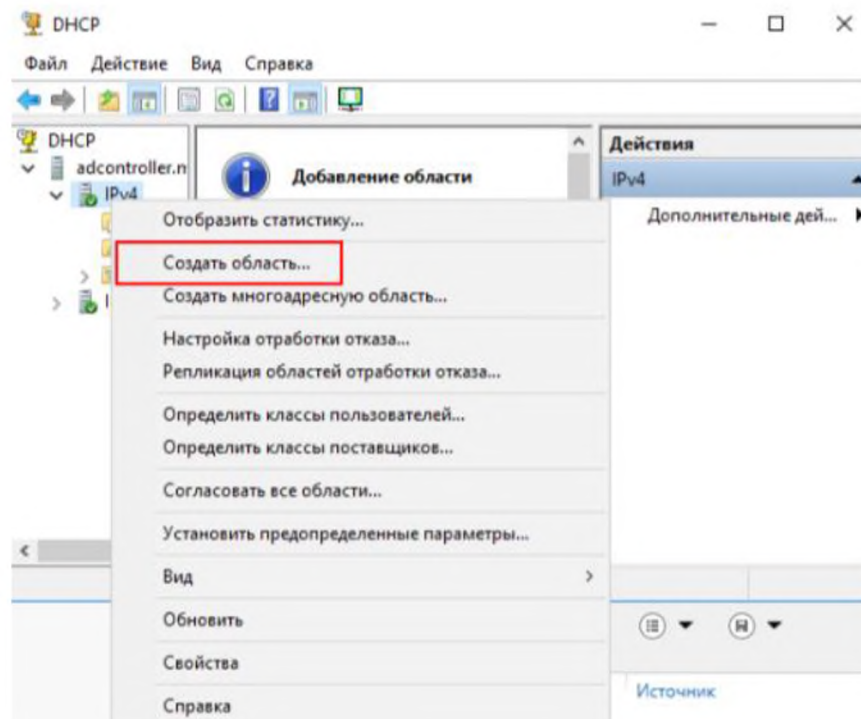 DHCP
Файл Действие Вид Справка
DHCP
adcontroller.n
IPv4
Добавление области
Действия
IPv4
Дополнительные дей...
Отобразить статистику...
Создать область...
Создать многоадресную область...
Настройка отработки отказа...
Репликация областей отработки отказа...
Определить классы пользователей...
Определить классы поставщиков...
Согласовать все области...
Установить предопределенные параметры...
Вид
Обновить
Свойства
Справка
Источник